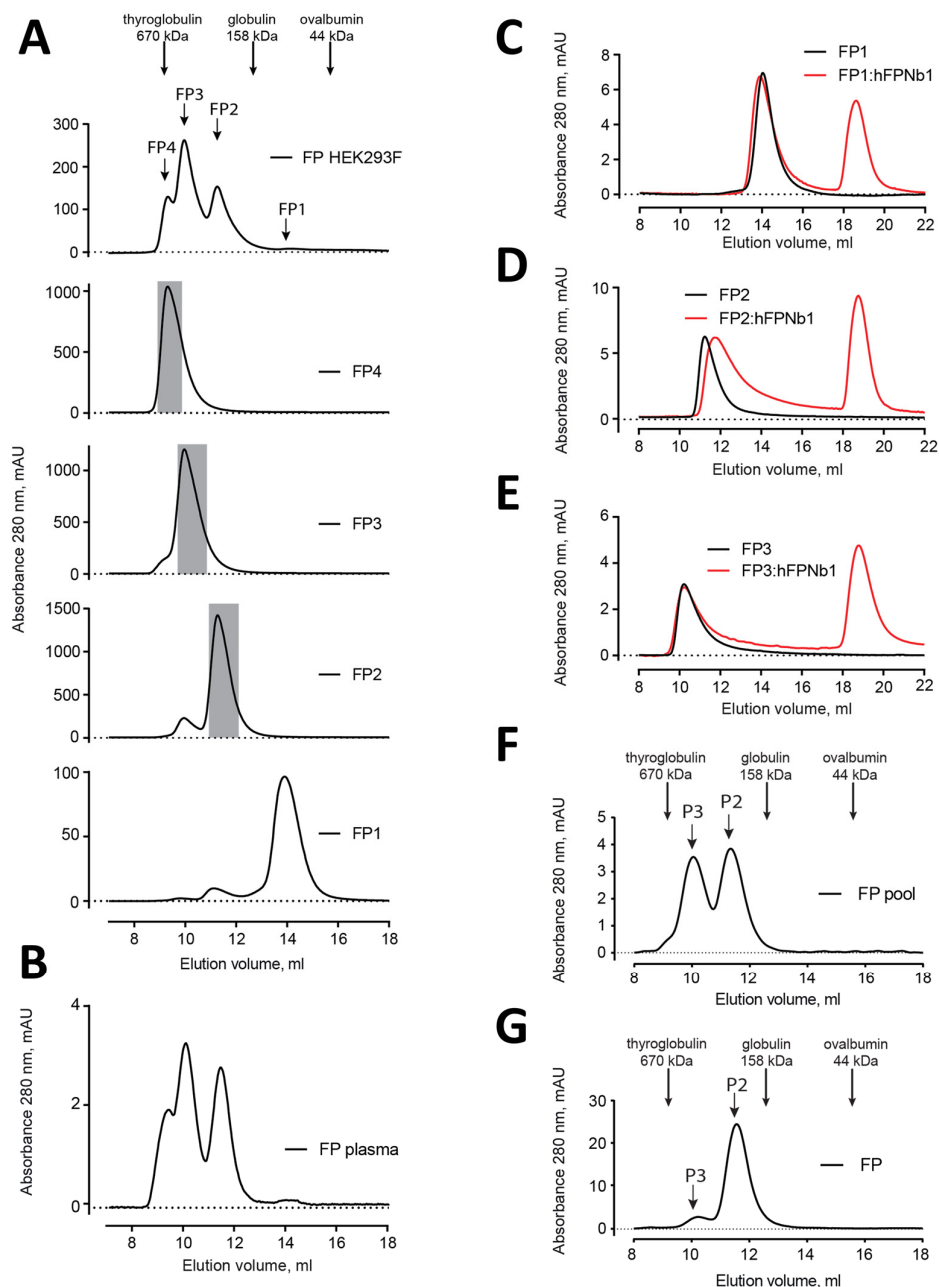 A
thyroglobulin globulin ovalbumin
670 kDa 158 kDa 44 kDa
300
200
100
0
FP4
FP3
FP2
FP1
FP HEK293F
1000
500
0
FP4
1000
500
0
FP3
1500
1000
500
0
FP2
100
50
0
FP1
Absorbance 280 nm, mAU
8 10 12 14 16 18
Elution volume, ml
B
4
2
0
Absorbance 280 nm, mAU
FP plasma
8 10 12 14 16 18
Elution volume, ml
C
8
6
4
2
0
Absorbance 280 nm, mAU
FP1
FP1:hFPNb1
8 10 12 14 16 18 20 22
Elution volume, ml
D
10
5
0
Absorbance 280 nm, mAU
FP2
FP2:hFPNb1
8 10 12 14 16 18 20 22
Elution volume, ml
E
6
4
2
0
Absorbance 280 nm, mAU
FP3
FP3:hFPNb1
8 10 12 14 16 18 20 22
Elution volume, ml
F
thyroglobulin globulin ovalbumin
670 kDa 158 kDa 44 kDa
5
4
3
2
1
0
Absorbance 280 nm, mAU
P3
P2
FP pool
8 10 12 14 16 18
Elution volume, ml
G
thyroglobulin globulin ovalbumin
670 kDa 158 kDa 44 kDa
30
20
10
0
Absorbance 280 nm, mAU
P3
P2
FP
8 10 12 14 16 18
Elution volume, ml